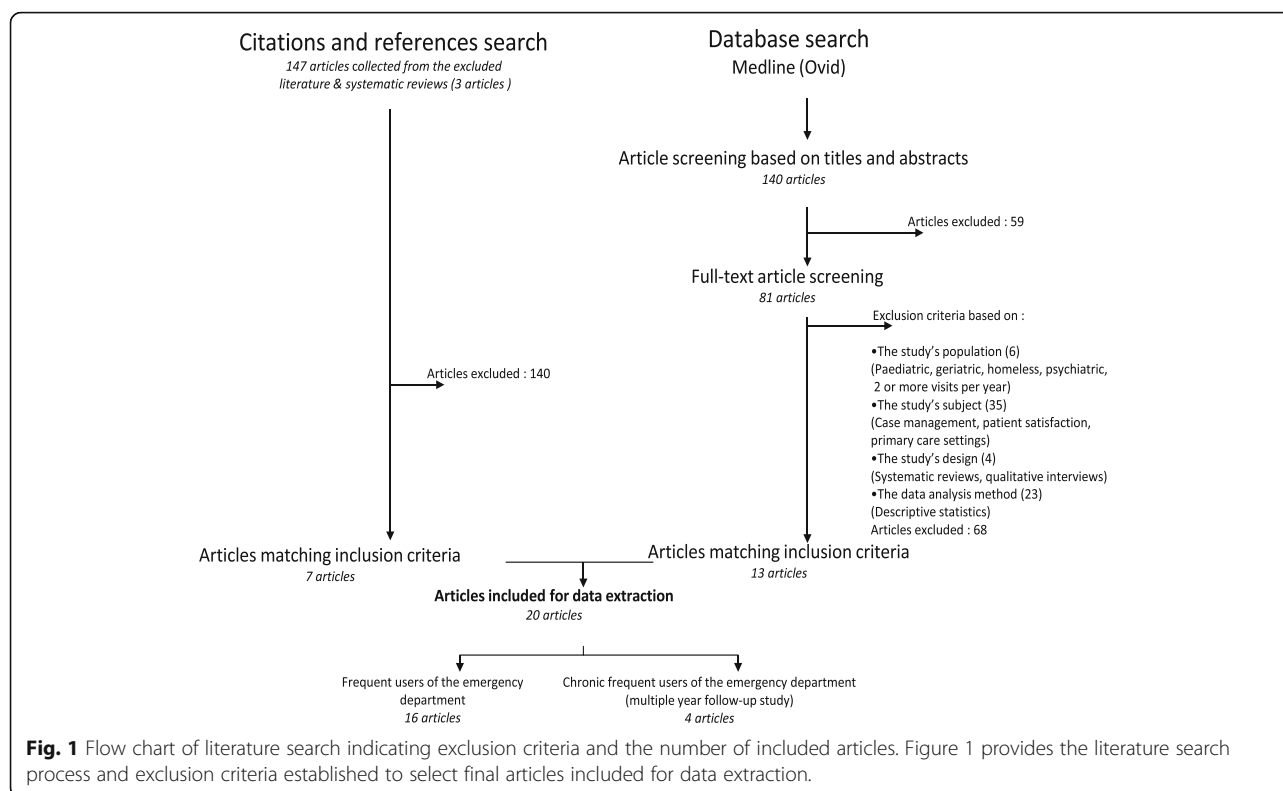 Citations and references search
147 articles collected from the excluded
literature & systematic reviews (3 articles )
Articles excluded : 140
Articles matching inclusion criteria
7 articles
Database search
Medline (Ovid)
Article screening based on titles and abstracts
140 articles
Articles excluded : 59
Full-text article screening
81 articles
Exclusion criteria based on :
•The study's population (6)
(Paediatric, geriatric, homeless, psychiatric,
2 or more visits per year)
•The study's subject (35)
(Case management, patient satisfaction,
primary care settings)
•The study's design (4)
(Systematic reviews, qualitative interviews)
•The data analysis method (23)
(Descriptive statistics)
Articles excluded : 68
Articles matching inclusion criteria
13 articles
Articles included for data extraction
20 articles
Frequent users of the emergency
department
16 articles
Chronic frequent users of the emergency department
(multiple year follow-up study)
4 articles
Fig. 1 Flow chart of literature search indicating exclusion criteria and the number of included articles. Figure 1 provides the literature search
process and exclusion criteria established to select final articles included for data extraction.